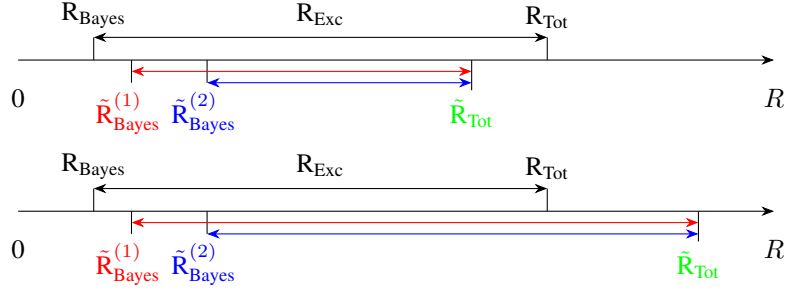 R_Bayes R_Exc R_Tot
0 R̃_Bayes^(1) R̃_Bayes^(2) R̃_Tot R
R_Bayes R_Exc R_Tot
0 R̃_Bayes^(1) R̃_Bayes^(2) R̃_Tot R